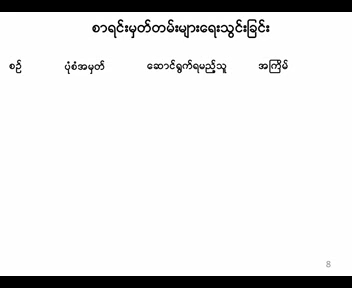 စာရင်းမှတ်တမ်းများရေးသွင်းခြင်း
စဉ် ပုံစံအမှတ် ဆောင်ရွက်ရမည့်သူ အကြိမ်
8